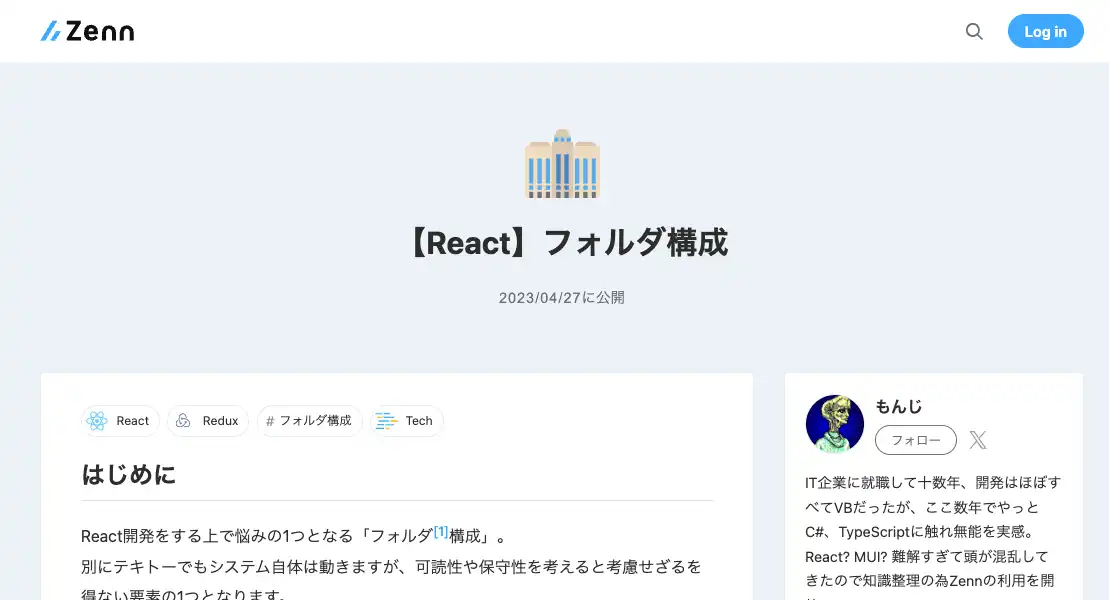 Zenn
Log in
【React】フォルダ構成
2023/04/27に公開
React
Redux
# フォルダ構成
Tech
はじめに
React開発をする上で悩みの1つとなる「フォルダ[1]構成」。
別にテキトーでもシステム自体は動きますが、可読性や保守性を考えると考慮せざるを
得ない要素の1つとなります。
もんじ
フォロー
IT企業に就職して十数年、開発はほぼす
べてVBだったが、ここ数年でやっと
C#、TypeScriptに触れ無能を実感。
React? MUI? 難解すぎて頭が混乱して
きたので知識整理の為Zennの利用を開